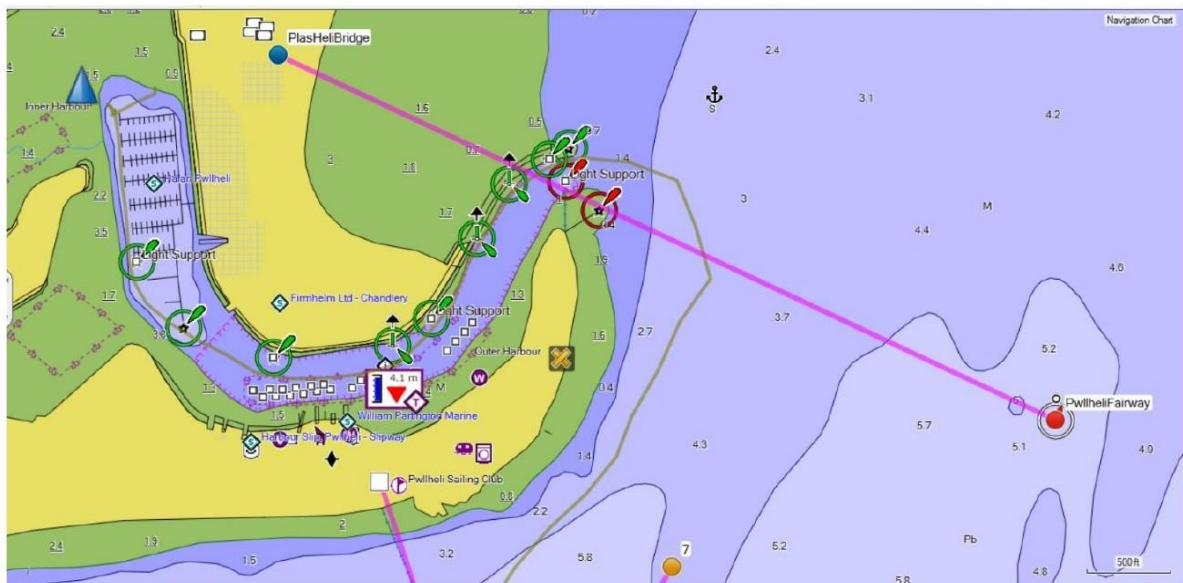 Navigation Chart
PlasHeliBridge
Inner Harbour
Hafan Pwllheli
Light Support
Light Support
Firmhelm Ltd - Chandlery
Light Support
Outer Harbour
4.1 m
William Partington Marine
Harbour Slip Pwllheli - Slipway
Pwllheli Sailing Club
PwllheliFairway
S
M
M
W
T
Pb
7
500ft
2.4
1.5
0.9
1.5
1.4
2.2
3.5
1.7
1.6
0.5
0.7
3
1.8
1.7
1.4
2.4
3.1
4.2
3
4.4
4.6
3.7
2.7
1.3
1.5
0.4
1.5
5.2
5.7
5.1
4.9
4.3
1.4
0.8
2.2
2
1.9
2.4
1.5
3.2
5.8
5.2
5.8
4.8